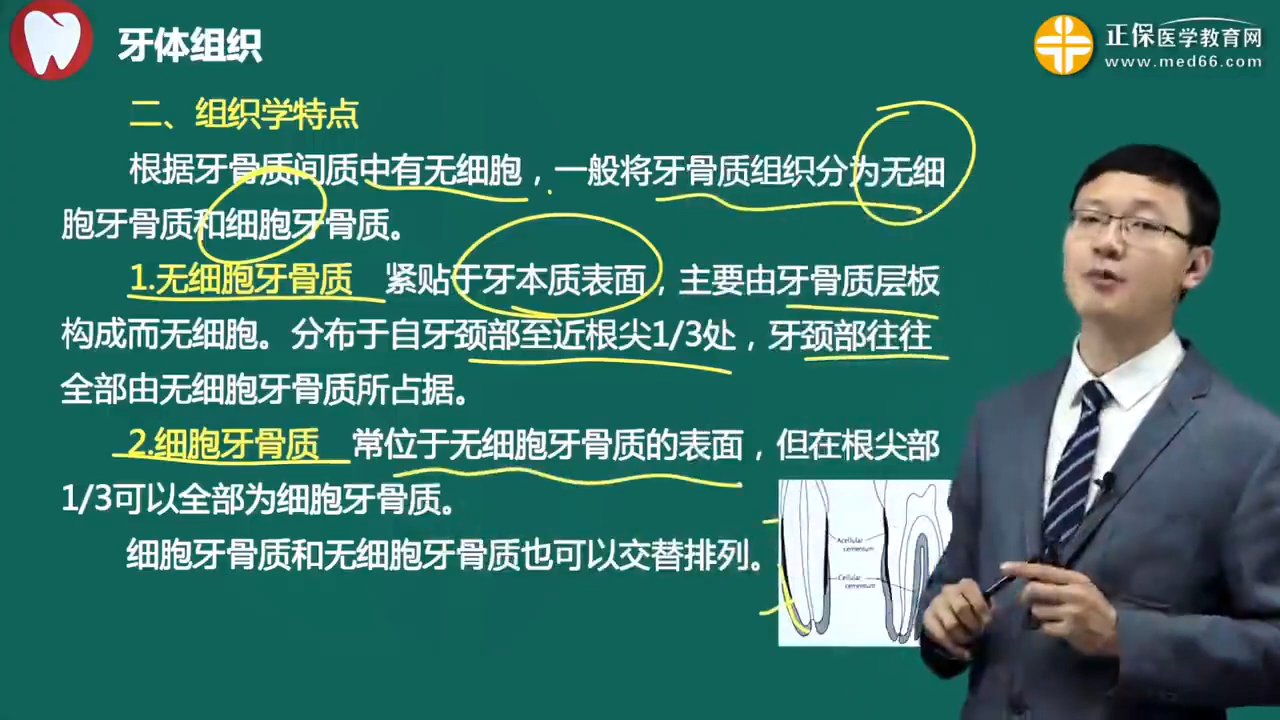 牙体组织
正保医学教育网
www.med66.com
二、组织学特点
根据牙骨质间质中有无细胞，一般将牙骨质组织分为无细
胞牙骨质和细胞牙骨质。
1.无细胞牙骨质 紧贴于牙本质表面，主要由牙骨质层板
构成而无细胞。分布于自牙颈部至近根尖1/3处，牙颈部往往
全部由无细胞牙骨质所占据。
2.细胞牙骨质 常位于无细胞牙骨质的表面，但在根尖部
1/3可以全部为细胞牙骨质。
细胞牙骨质和无细胞牙骨质也可以交替排列。
Acellular
cementum
Cellular
cementum